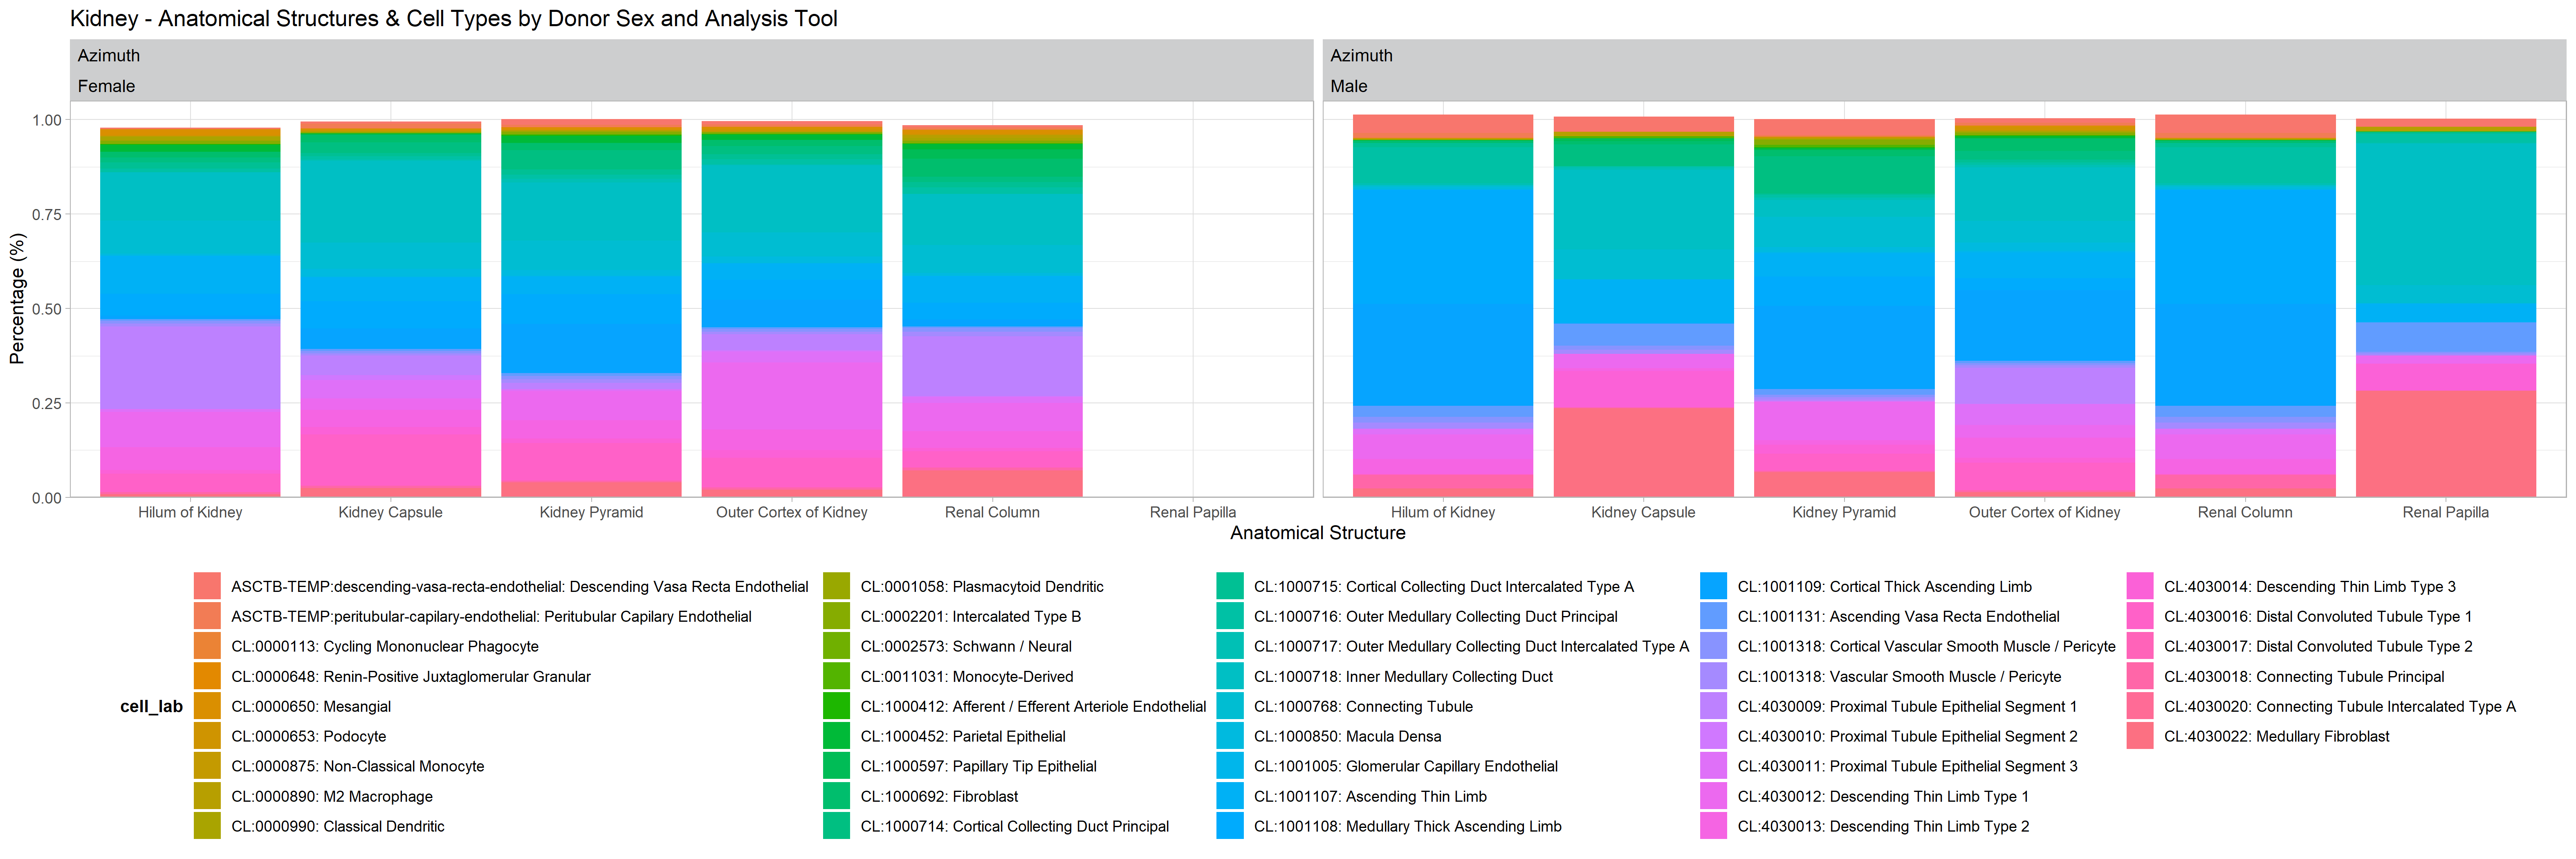 Kidney - Anatomical Structures & Cell Types by Donor Sex and Analysis Tool
Azimuth
Female
Azimuth
Male
Percentage (%)
1.00
0.75
0.50
0.25
0.00
Hilum of Kidney
Kidney Capsule
Kidney Pyramid
Outer Cortex of Kidney
Renal Column
Renal Papilla
Hilum of Kidney
Kidney Capsule
Kidney Pyramid
Outer Cortex of Kidney
Renal Column
Renal Papilla
Anatomical Structure
cell_lab
ASCTB-TEMP:descending-vasa-recta-endothelial: Descending Vasa Recta Endothelial
ASCTB-TEMP:peritubular-capilary-endothelial: Peritubular Capilary Endothelial
CL:0000113: Cycling Mononuclear Phagocyte
CL:0000648: Renin-Positive Juxtaglomerular Granular
CL:0000650: Mesangial
CL:0000653: Podocyte
CL:0000875: Non-Classical Monocyte
CL:0000890: M2 Macrophage
CL:0000990: Classical Dendritic
CL:0001058: Plasmacytoid Dendritic
CL:0002201: Intercalated Type B
CL:0002573: Schwann / Neural
CL:0011031: Monocyte-Derived
CL:1000412: Afferent / Efferent Arteriole Endothelial
CL:1000452: Parietal Epithelial
CL:1000597: Papillary Tip Epithelial
CL:1000692: Fibroblast
CL:1000714: Cortical Collecting Duct Principal
CL:1000715: Cortical Collecting Duct Intercalated Type A
CL:1000716: Outer Medullary Collecting Duct Principal
CL:1000717: Outer Medullary Collecting Duct Intercalated Type A
CL:1000718: Inner Medullary Collecting Duct
CL:1000768: Connecting Tubule
CL:1000850: Macula Densa
CL:1001005: Glomerular Capillary Endothelial
CL:1001107: Ascending Thin Limb
CL:1001108: Medullary Thick Ascending Limb
CL:1001109: Cortical Thick Ascending Limb
CL:1001131: Ascending Vasa Recta Endothelial
CL:1001318: Cortical Vascular Smooth Muscle / Pericyte
CL:1001318: Vascular Smooth Muscle / Pericyte
CL:4030009: Proximal Tubule Epithelial Segment 1
CL:4030010: Proximal Tubule Epithelial Segment 2
CL:4030011: Proximal Tubule Epithelial Segment 3
CL:4030012: Descending Thin Limb Type 1
CL:4030013: Descending Thin Limb Type 2
CL:4030014: Descending Thin Limb Type 3
CL:4030016: Distal Convoluted Tubule Type 1
CL:4030017: Distal Convoluted Tubule Type 2
CL:4030018: Connecting Tubule Principal
CL:4030020: Connecting Tubule Intercalated Type A
CL:4030022: Medullary Fibroblast